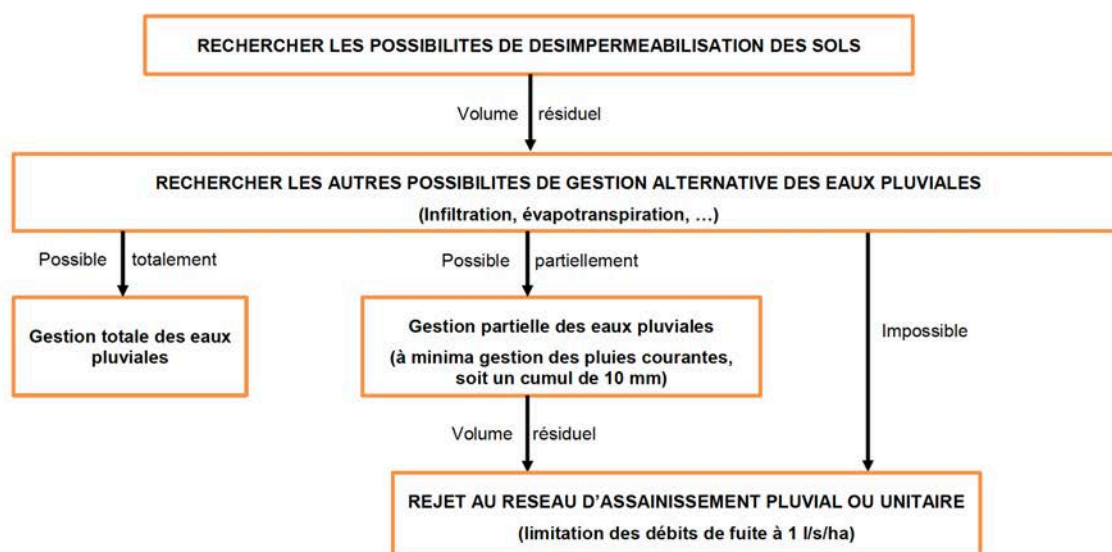 RECHERCHER LES POSSIBILITES DE DESIMPERMEABILISATION DES SOLS
Volume résiduel
RECHERCHER LES AUTRES POSSIBILITES DE GESTION ALTERNATIVE DES EAUX PLUVIALES
(Infiltration, évapotranspiration, …)
Possible totalement
Possible partiellement
Impossible
Gestion totale des eaux
pluviales
Gestion partielle des eaux pluviales
(à minima gestion des pluies courantes,
soit un cumul de 10 mm)
Volume résiduel
REJET AU RESEAU D’ASSAINISSEMENT PLUVIAL OU UNITAIRE
(limitation des débits de fuite à 1 l/s/ha)